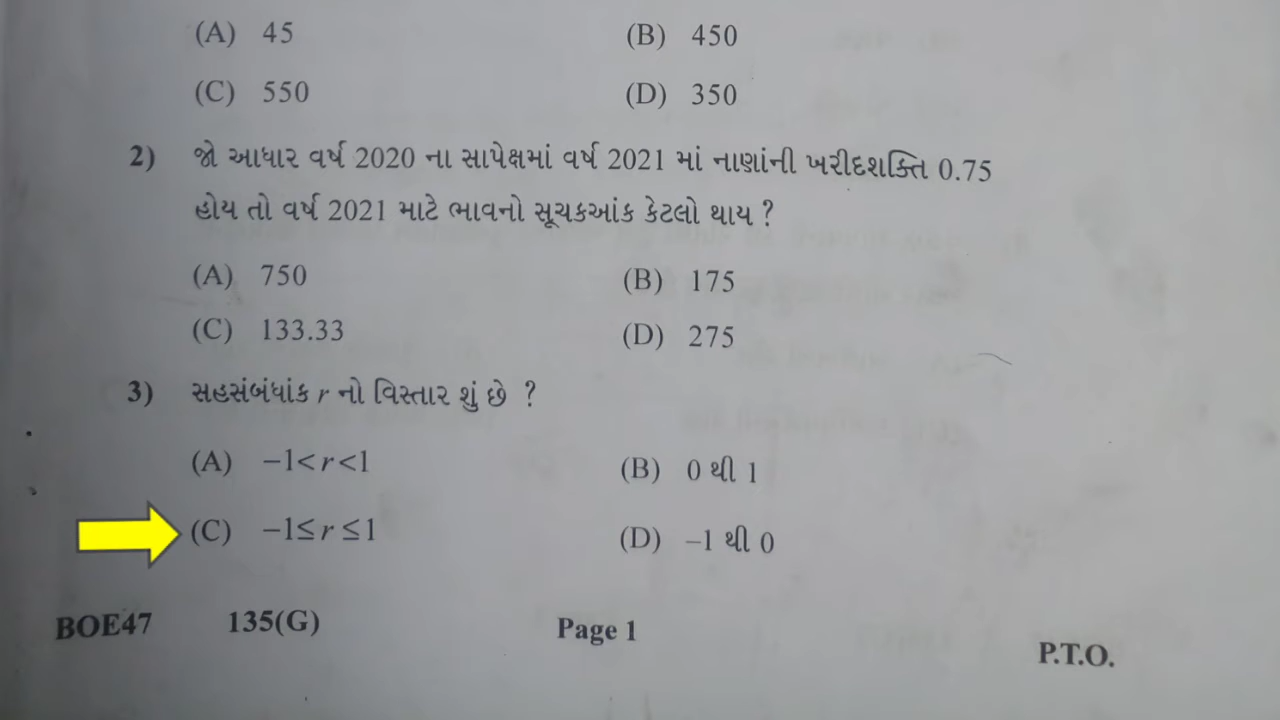 (A) 45 (B) 450
(C) 550 (D) 350
2) જો આધાર વર્ષ 2020 ના સાપેક્ષમાં વર્ષ 2021 માં નાણાંની ખરીદશક્તિ 0.75
હોય તો વર્ષ 2021 માટે ભાવનો સૂચકઆંક કેટલો થાય ?
(A) 750 (B) 175
(C) 133.33 (D) 275
3) સહસંબંધાંક r નો વિસ્તાર શું છે ?
(A) −1<r<1 (B) 0 થી 1
(C) −1≤r≤1 (D) –1 થી 0
BOE47 135(G) Page 1 P.T.O.